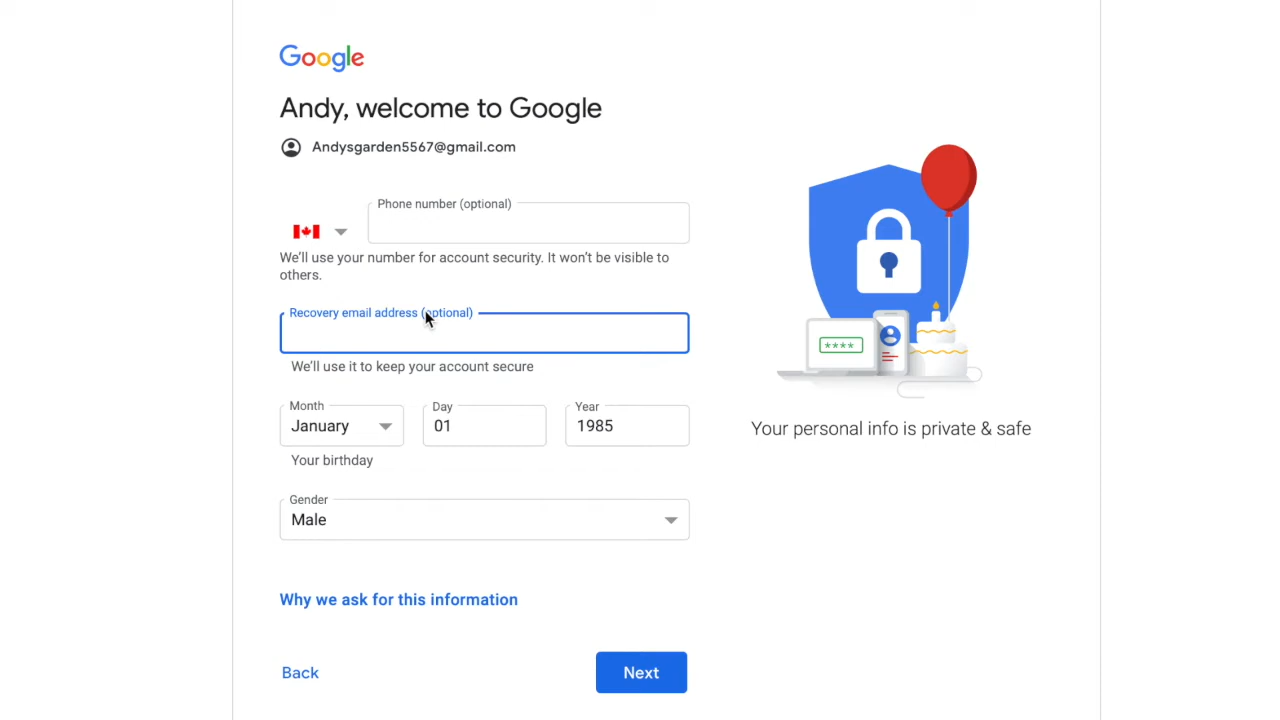 Google
Andy, welcome to Google
Andysgarden5567@gmail.com
Phone number (optional)
We'll use your number for account security. It won't be visible to
others.
Recovery email address (optional)
We'll use it to keep your account secure
Month Day Year
January 01 1985
Your birthday
Gender
Male
Why we ask for this information
Back Next
****
Your personal info is private & safe